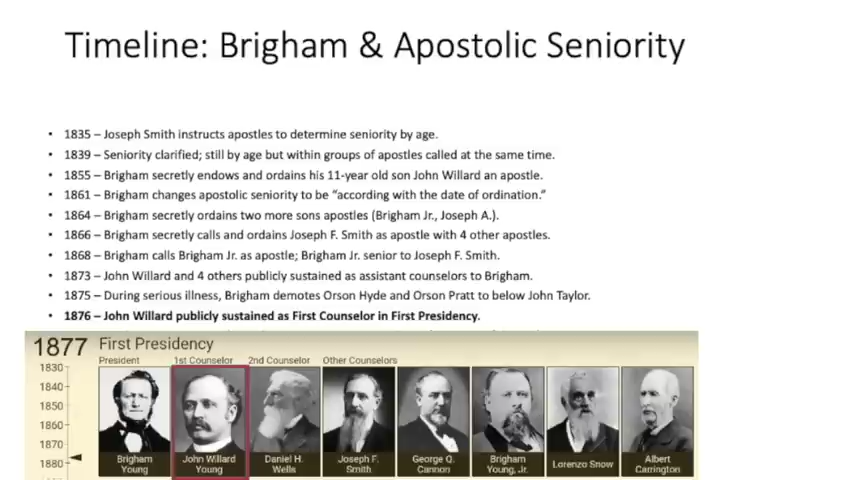 Timeline: Brigham & Apostolic Seniority
• 1835 – Joseph Smith instructs apostles to determine seniority by age.
• 1839 – Seniority clarified; still by age but within groups of apostles called at the same time.
• 1855 – Brigham secretly endows and ordains his 11-year old son John Willard an apostle.
• 1861 – Brigham changes apostolic seniority to be "according with the date of ordination."
• 1864 – Brigham secretly ordains two more sons apostles (Brigham Jr., Joseph A.).
• 1866 – Brigham secretly calls and ordains Joseph F. Smith as apostle with 4 other apostles.
• 1868 – Brigham calls Brigham Jr. as apostle; Brigham Jr. senior to Joseph F. Smith.
• 1873 – John Willard and 4 others publicly sustained as assistant counselors to Brigham.
• 1875 – During serious illness, Brigham demotes Orson Hyde and Orson Pratt to below John Taylor.
• 1876 – John Willard publicly sustained as First Counselor in First Presidency.
1877 First Presidency
President 1st Counselor 2nd Counselor Other Counselors
1830
1840
1850
1860
1870
1880
Brigham Young
John Willard Young
Daniel H. Wells
Joseph F. Smith
George Q. Cannon
Brigham Young, Jr.
Lorenzo Snow
Albert Carrington